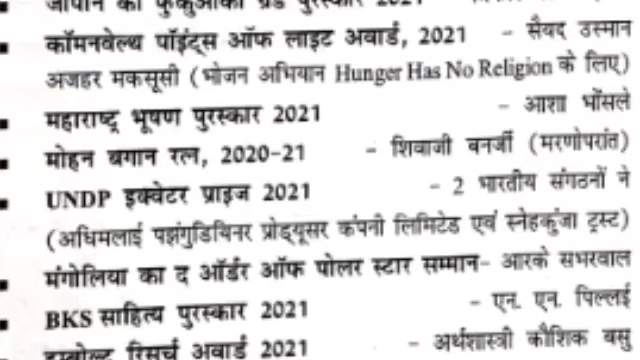 जापान का फुकुओका ग्रैंड पुरस्कार 2021
कॉमनवेल्थ पॉइंट्स ऑफ लाइट अवार्ड, 2021 - सैयद उस्मान
अजहर मकसूसी (भोजन अभियान Hunger Has No Religion के लिए)
महाराष्ट्र भूषण पुरस्कार 2021 - आशा भोंसले
मोहन बगान रत्न, 2020-21 - शिवाजी बनर्जी (मरणोपरांत)
UNDP इक्वेटर प्राइज 2021 - 2 भारतीय संगठनों ने
(अधिमलाई पझंगुडियिनर प्रोड्यूसर कंपनी लिमिटेड एवं स्नेहकुंजा ट्रस्ट)
मंगोलिया का द ऑर्डर ऑफ पोलर स्टार सम्मान- आरके सभरवाल
BKS साहित्य पुरस्कार 2021 - एन. एन. पिल्लई
हम्बोल्ट रिसर्च अवार्ड 2021 - अर्थशास्त्री कौशिक बसु